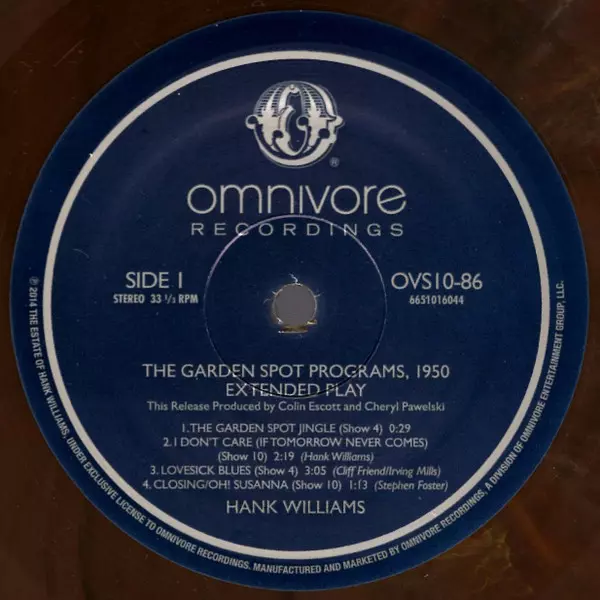 omnivore
RECORDINGS
SIDE 1
STEREO 33 1/3 RPM
OVS10-86
6651016044
THE GARDEN SPOT PROGRAMS, 1950
EXTENDED PLAY
This Release Produced by Colin Escott and Cheryl Pawelski
1.THE GARDEN SPOT JINGLE (Show 4) 0:29
2.I DON'T CARE (IF TOMORROW NEVER COMES)
(Show 10) 2:19 (Hank Williams)
3. LOVESICK BLUES (Show 4) 3:05 (Cliff Friend/Irving Mills)
4. CLOSING/OH! SUSANNA (Show 10) 1:13 (Stephen Foster)
HANK WILLIAMS
℗ 2014 THE ESTATE OF HANK WILLIAMS, UNDER EXCLUSIVE LICENSE TO OMNIVORE RECORDINGS. MANUFACTURED AND MARKETED BY OMNIVORE RECORDINGS, A DIVISION OF OMNIVORE ENTERTAINMENT GROUP, LLC.
®